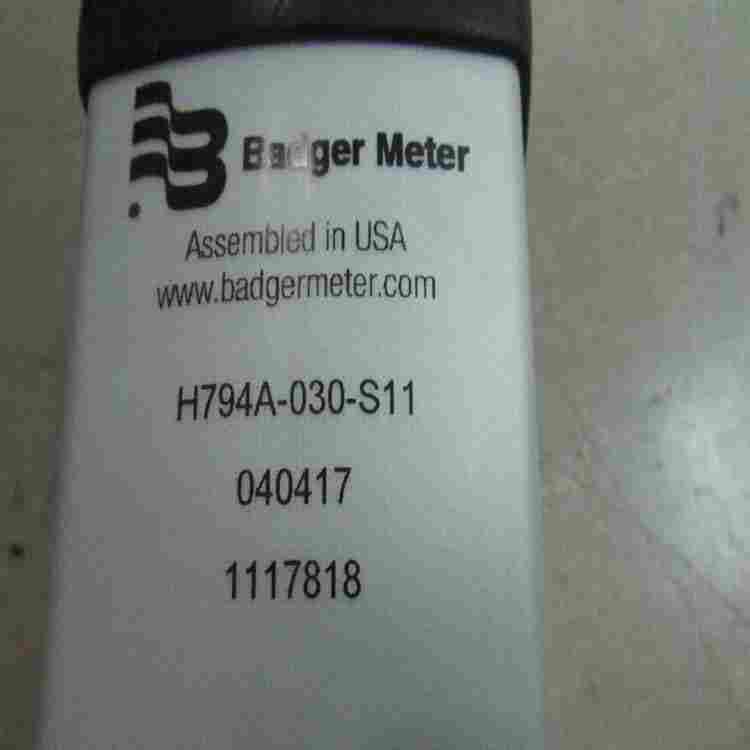 Badger Meter
Assembled in USA
www.badgermeter.com
H794A-030-S11
040417
1117818